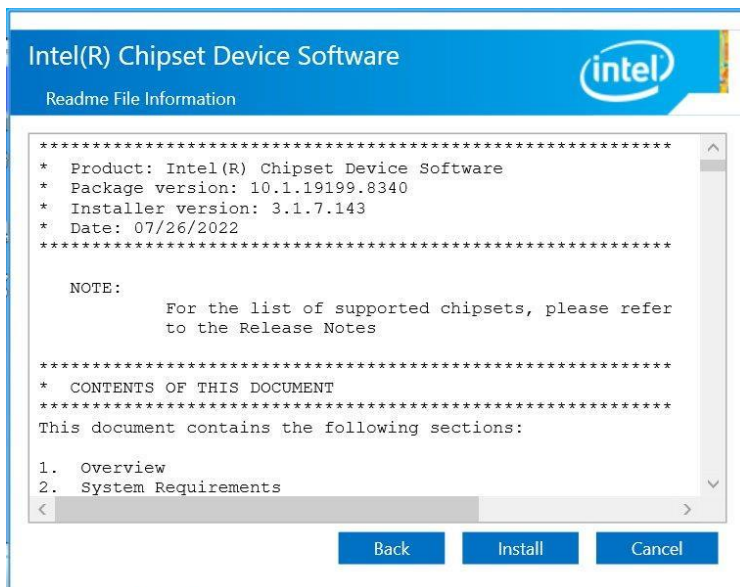 Intel(R) Chipset Device Software
intel
Readme File Information
************************************************************
*  Product: Intel(R) Chipset Device Software
*  Package version: 10.1.19199.8340
*  Installer version: 3.1.7.143
*  Date: 07/26/2022
************************************************************
NOTE:
For the list of supported chipsets, please refer
to the Release Notes
************************************************************
*  CONTENTS OF THIS DOCUMENT
************************************************************
This document contains the following sections:
1.  Overview
2.  System Requirements
Back Install Cancel